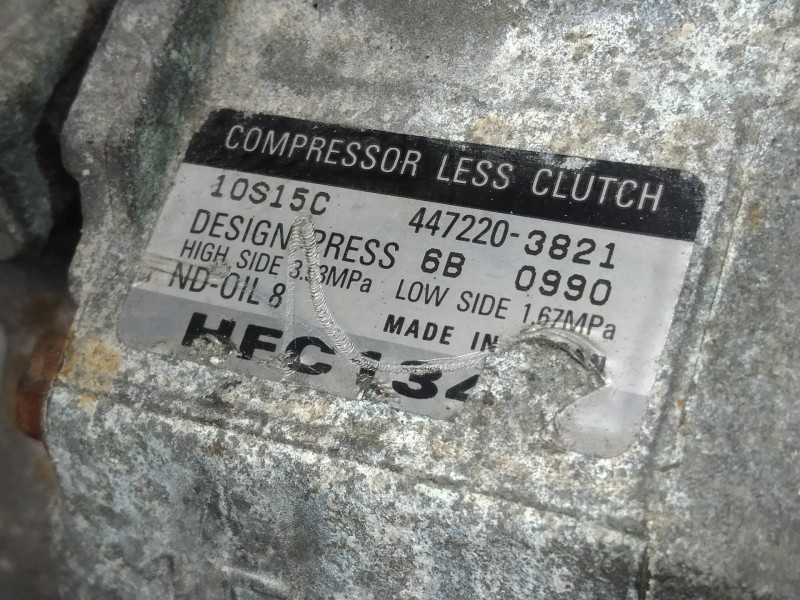 COMPRESSOR LESS CLUTCH
10S15C 447220-3821
DESIGN PRESS 6B 0990
HIGH SIDE 3.53MPa LOW SIDE 1.67MPa
ND-OIL 8 MADE IN
HFC134